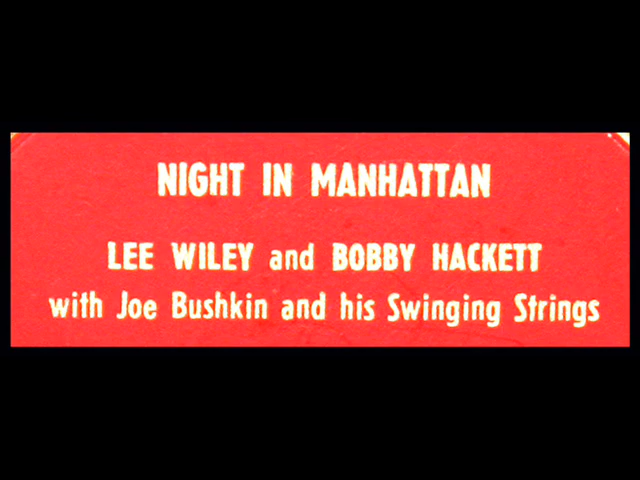 NIGHT IN MANHATTAN
LEE WILEY and BOBBY HACKETT
with Joe Bushkin and his Swinging Strings